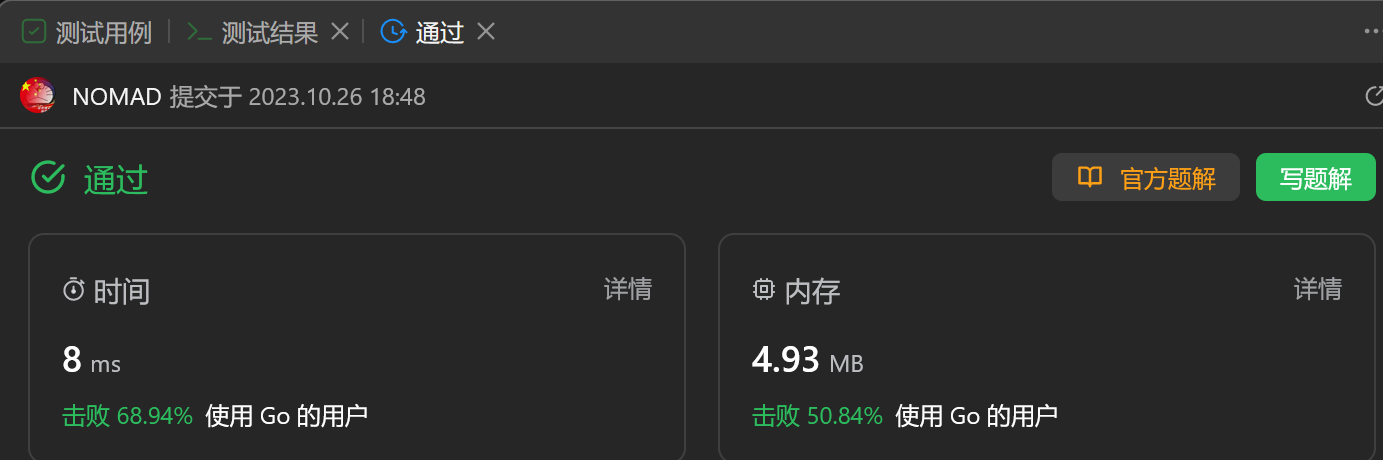 测试用例 测试结果 通过
NOMAD 提交于 2023.10.26 18:48
通过 官方题解 写题解
时间 详情 内存 详情
8 ms 4.93 MB
击败 68.94% 使用 Go 的用户 击败 50.84% 使用 Go 的用户